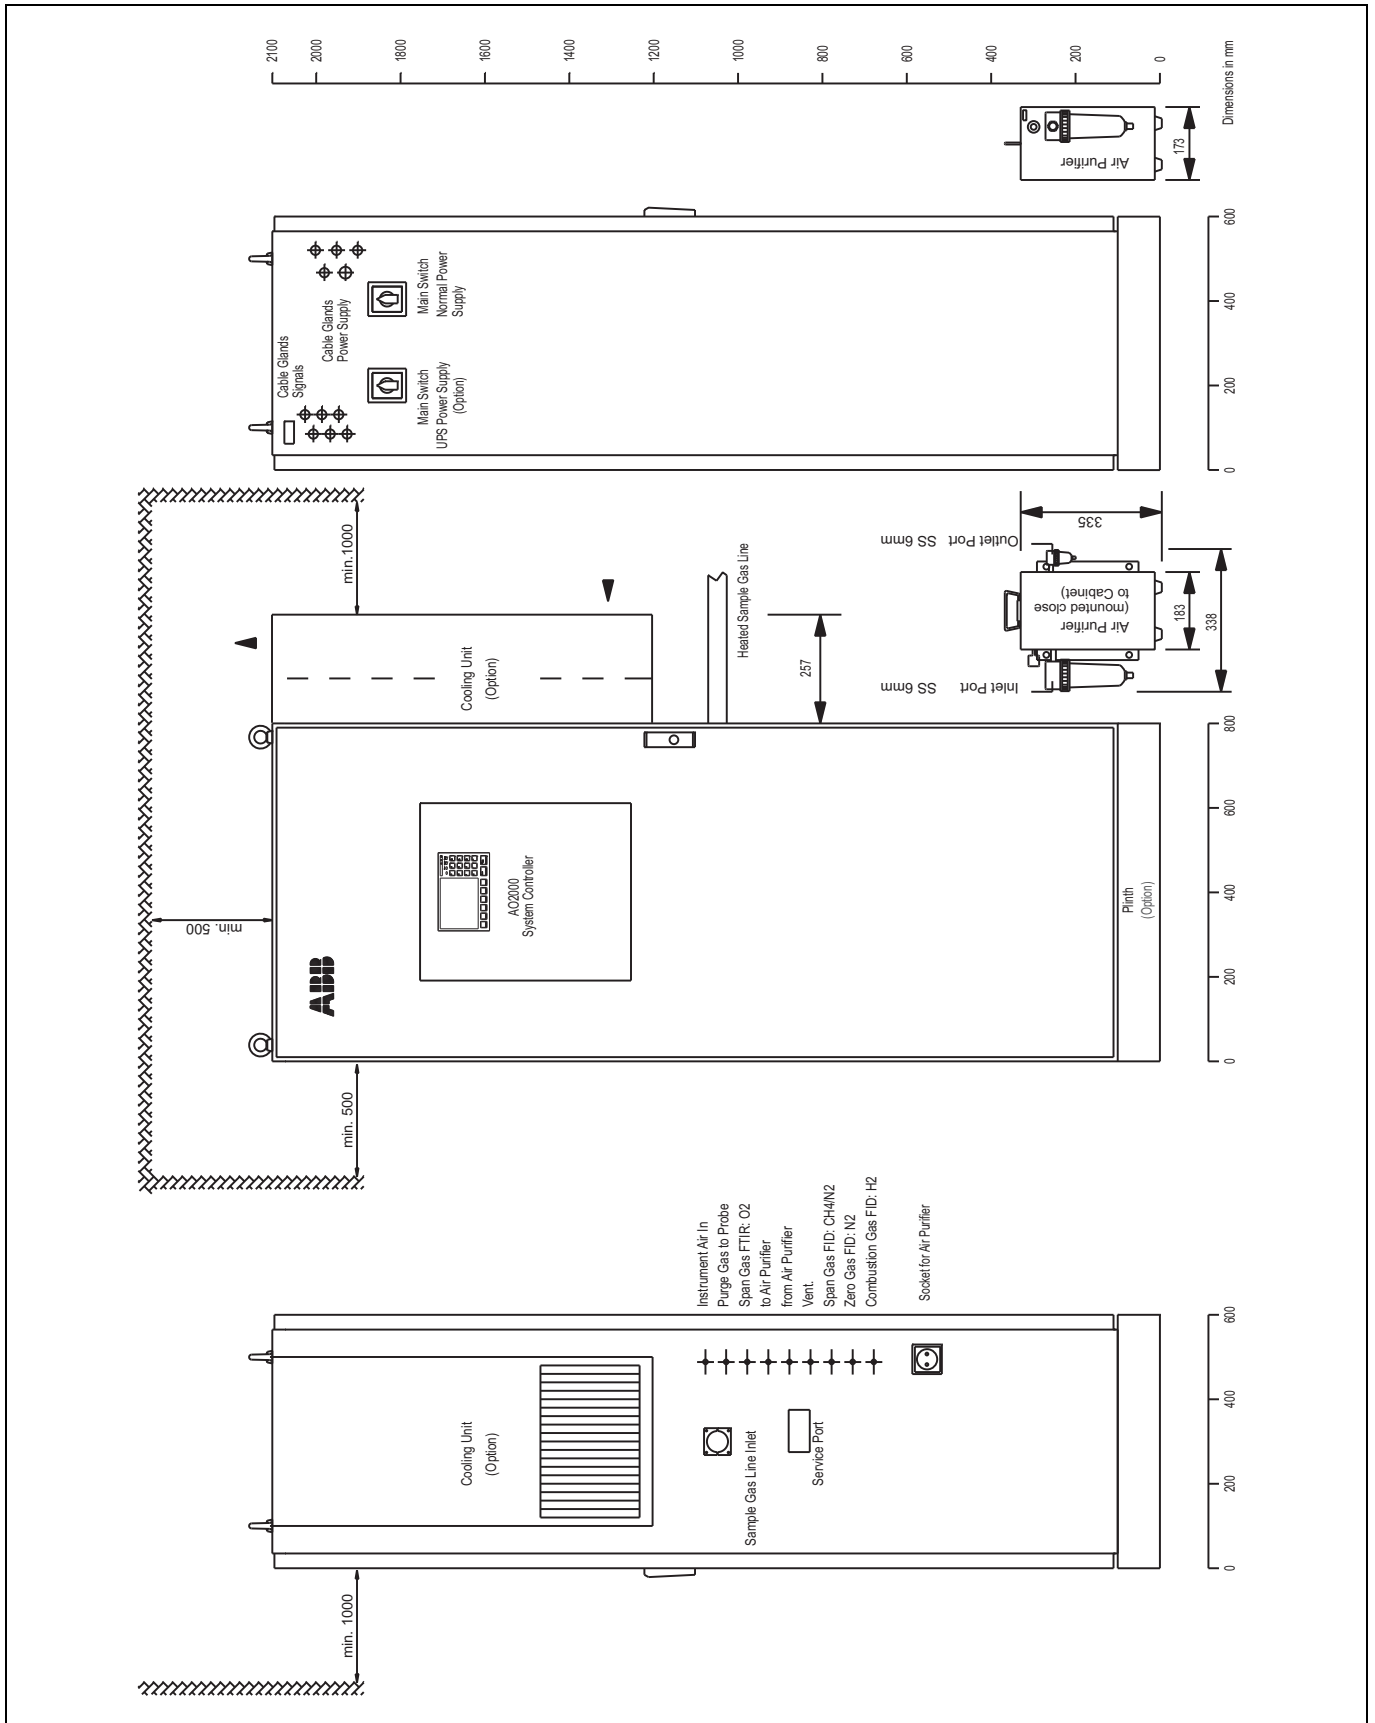 2100
2000
1800
1600
1400
1200
1000
800
600
400
200
0
Dimensions in mm
Air Purifier
173
Cable Glands
Signals
Cable Glands
Power Supply
Main Switch
Normal Power
Supply
Main Switch
UPS Power Supply
(Option)
600
400
200
0
min.1000
min. 500
min. 500
Cooling Unit
(Option)
Heated Sample Gas Line
257
Outlet Port SS 6mm
335
Air Purifier
(mounted close
to Cabinet)
183
338
Inlet Port SS 6mm
ABB
AO2000
System Controller
Plinth
(Option)
800
600
400
200
0
Instrument Air In
Purge Gas to Probe
Span Gas FTIR: O2
to Air Purifier
from Air Purifier
Vent.
Span Gas FID: CH4/N2
Zero Gas FID: N2
Combustion Gas FID: H2
Socket for Air Purifier
Cooling Unit
(Option)
Sample Gas Line Inlet
Service Port
min. 1000
600
400
200
0